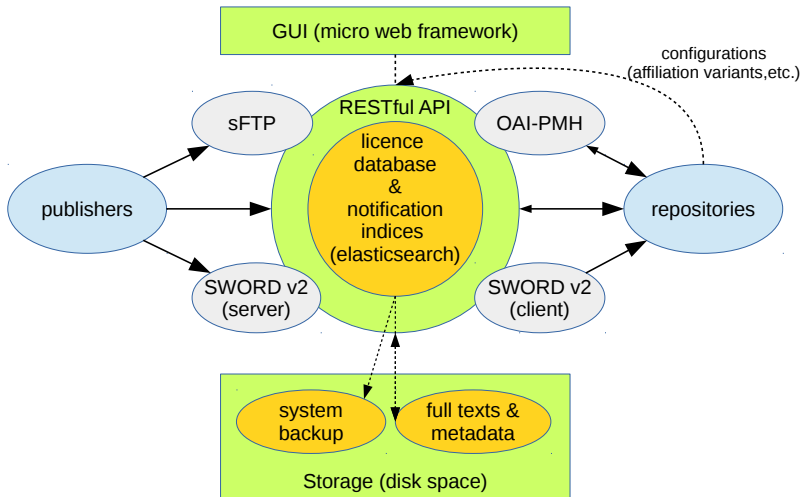 GUI (micro web framework)
configurations
(affiliation variants,etc.)
RESTful API
sFTP
OAI-PMH
licence
database
&
notification
indices
(elasticsearch)
publishers
repositories
SWORD v2
(server)
SWORD v2
(client)
system
backup
full texts &
metadata
Storage (disk space)